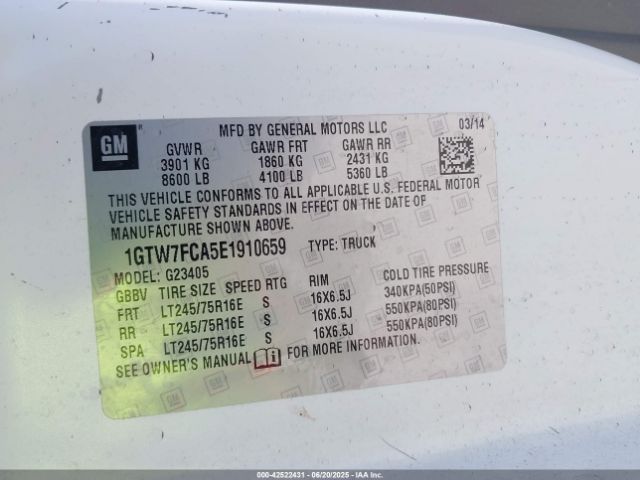 GM
MFD BY GENERAL MOTORS LLC 03/14
GVWR GAWR FRT GAWR RR
3901 KG 1860 KG 2431 KG
8600 LB 4100 LB 5360 LB
THIS VEHICLE CONFORMS TO ALL APPLICABLE U.S. FEDERAL MOTOR
VEHICLE SAFETY STANDARDS IN EFFECT ON THE DATE OF
MANUFACTURE SHOWN ABOVE.
1GTW7FCA5E1910659 TYPE: TRUCK
MODEL: G23405
GBBV TIRE SIZE SPEED RTG RIM COLD TIRE PRESSURE
FRT LT245/75R16E S 16X6.5J 340KPA(50PSI)
RR LT245/75R16E S 16X6.5J 550KPA(80PSI)
SPA LT245/75R16E S 16X6.5J 550KPA(80PSI)
SEE OWNER'S MANUAL FOR MORE INFORMATION.
000-42522431 - 06/20/2025 - IAA Inc.